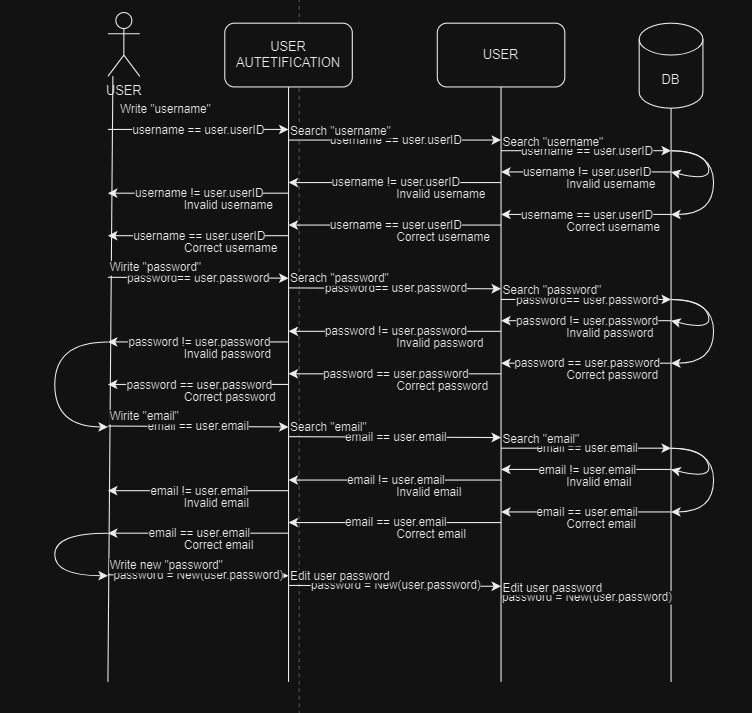 USER
AUTETIFICATION
USER
DB
USER
Write "username"
username == user.userID
Search "username"
username == user.userID
Search "username"
username == user.userID
username != user.userID
Invalid username
username != user.userID
Invalid username
username != user.userID
Invalid username
username == user.userID
Correct username
username == user.userID
Correct username
username == user.userID
Correct username
Wirite "password"
password== user.password
Serach "password"
password== user.password
Search "password"
password== user.password
password != user.password
Invalid password
password != user.password
Invalid password
password != user.password
Invalid password
password == user.password
Correct password
password == user.password
Correct password
password == user.password
Correct password
Wirite "email"
email == user.email
Search "email"
email == user.email
Search "email"
email == user.email
email != user.email
Invalid email
email != user.email
Invalid email
email != user.email
Invalid email
email == user.email
Correct email
email == user.email
Correct email
email == user.email
Correct email
Write new "password"
password = New(user.password)
Edit user password
password = New(user.password)
Edit user password
password = New(user.password)